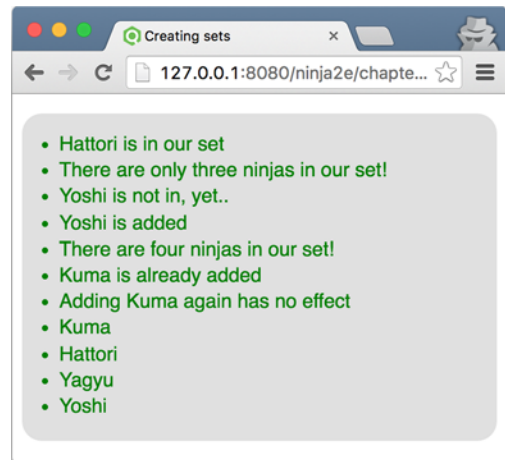 Creating sets
127.0.0.1:8080/ninja2e/chapte...
Hattori is in our set
There are only three ninjas in our set!
Yoshi is not in, yet..
Yoshi is added
There are four ninjas in our set!
Kuma is already added
Adding Kuma again has no effect
Kuma
Hattori
Yagyu
Yoshi